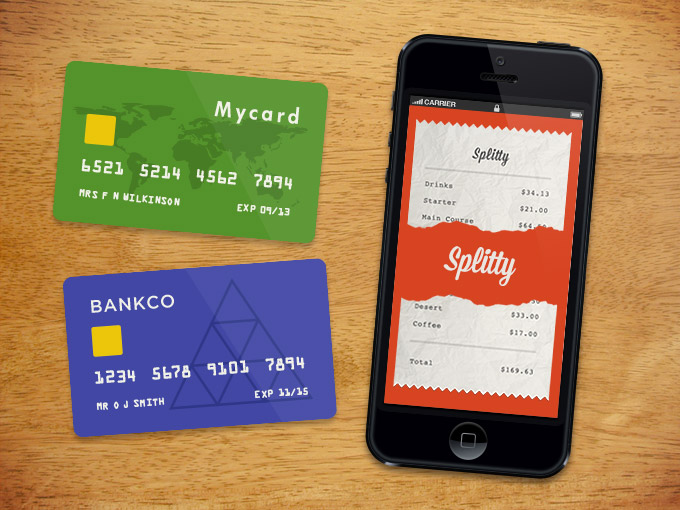 Mycard
6521 5214 4562 7894
MRS F N WILKINSON
EXP 09/13
BANKCO
1234 5678 9101 7894
MR O J SMITH
EXP 11/15
CARRIER
Splitty
Drinks $34.13
Starter $21.00
Main Course
Splitty
Desert $33.00
Coffee $17.00
Total $169.63